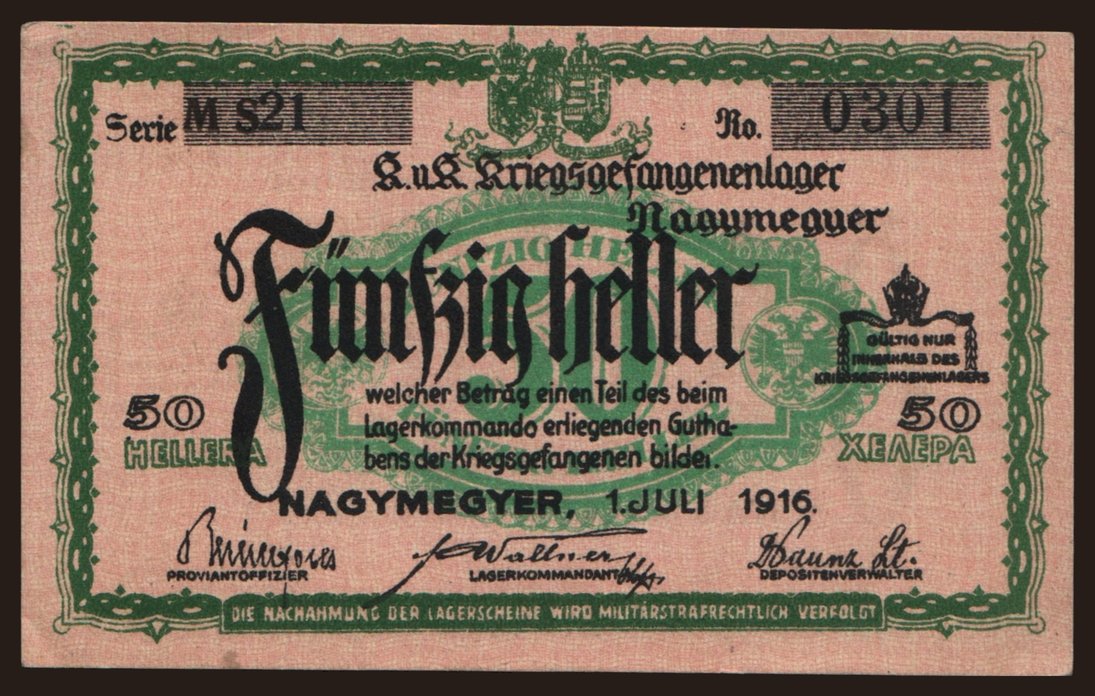 Serie M S21
No. 0301
K.u.K. Kriegsgefangenenlager
Nagymegyer
Fünfzig Heller
welcher Betrag einen Teil des beim
Lagerkommando erliegenden Gutha-
bens der Kriegsgefangenen bildet.
GÜLTIG NUR
INNERHALB DES
KRIEGSGEFANGENENLAGERS
50
HELLERA
50
ХЕЛЕРА
NAGYMEGYER, 1. JULI 1916.
PROVIANTOFFIZIER
Wallner
LAGERKOMMANDANT
DEPOSITENVERWALTER
DIE NACHAHMUNG DER LAGERSCHEINE WIRD MILITÄRSTRAFRECHTLICH VERFOLGT